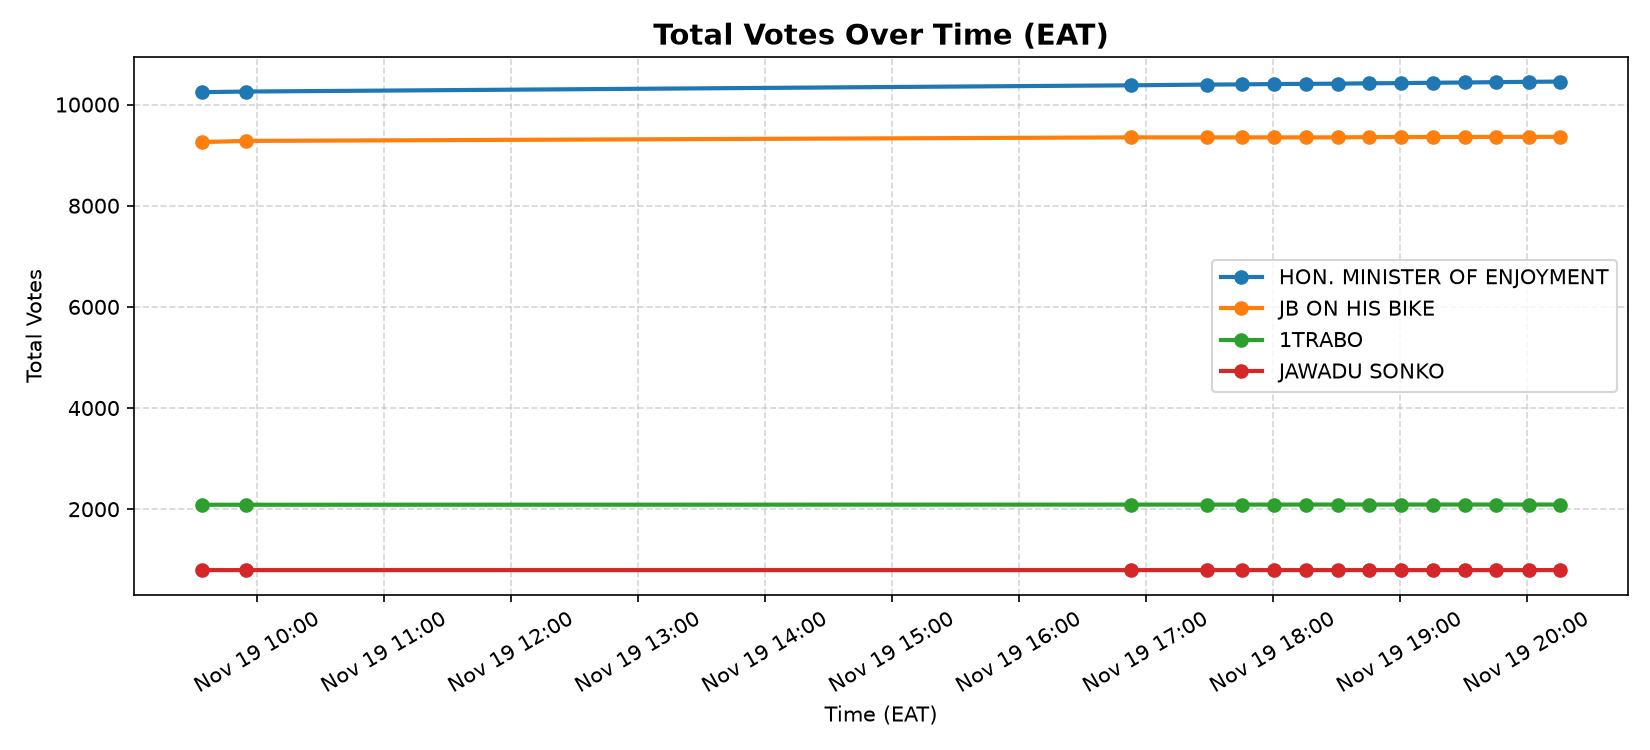 Total Votes Over Time (EAT)
Total Votes
10000
8000
6000
4000
2000
HON. MINISTER OF ENJOYMENT
JB ON HIS BIKE
1TRABO
JAWADU SONKO
Nov 19 10:00
Nov 19 11:00
Nov 19 12:00
Nov 19 13:00
Nov 19 14:00
Nov 19 15:00
Nov 19 16:00
Nov 19 17:00
Nov 19 18:00
Nov 19 19:00
Nov 19 20:00
Time (EAT)